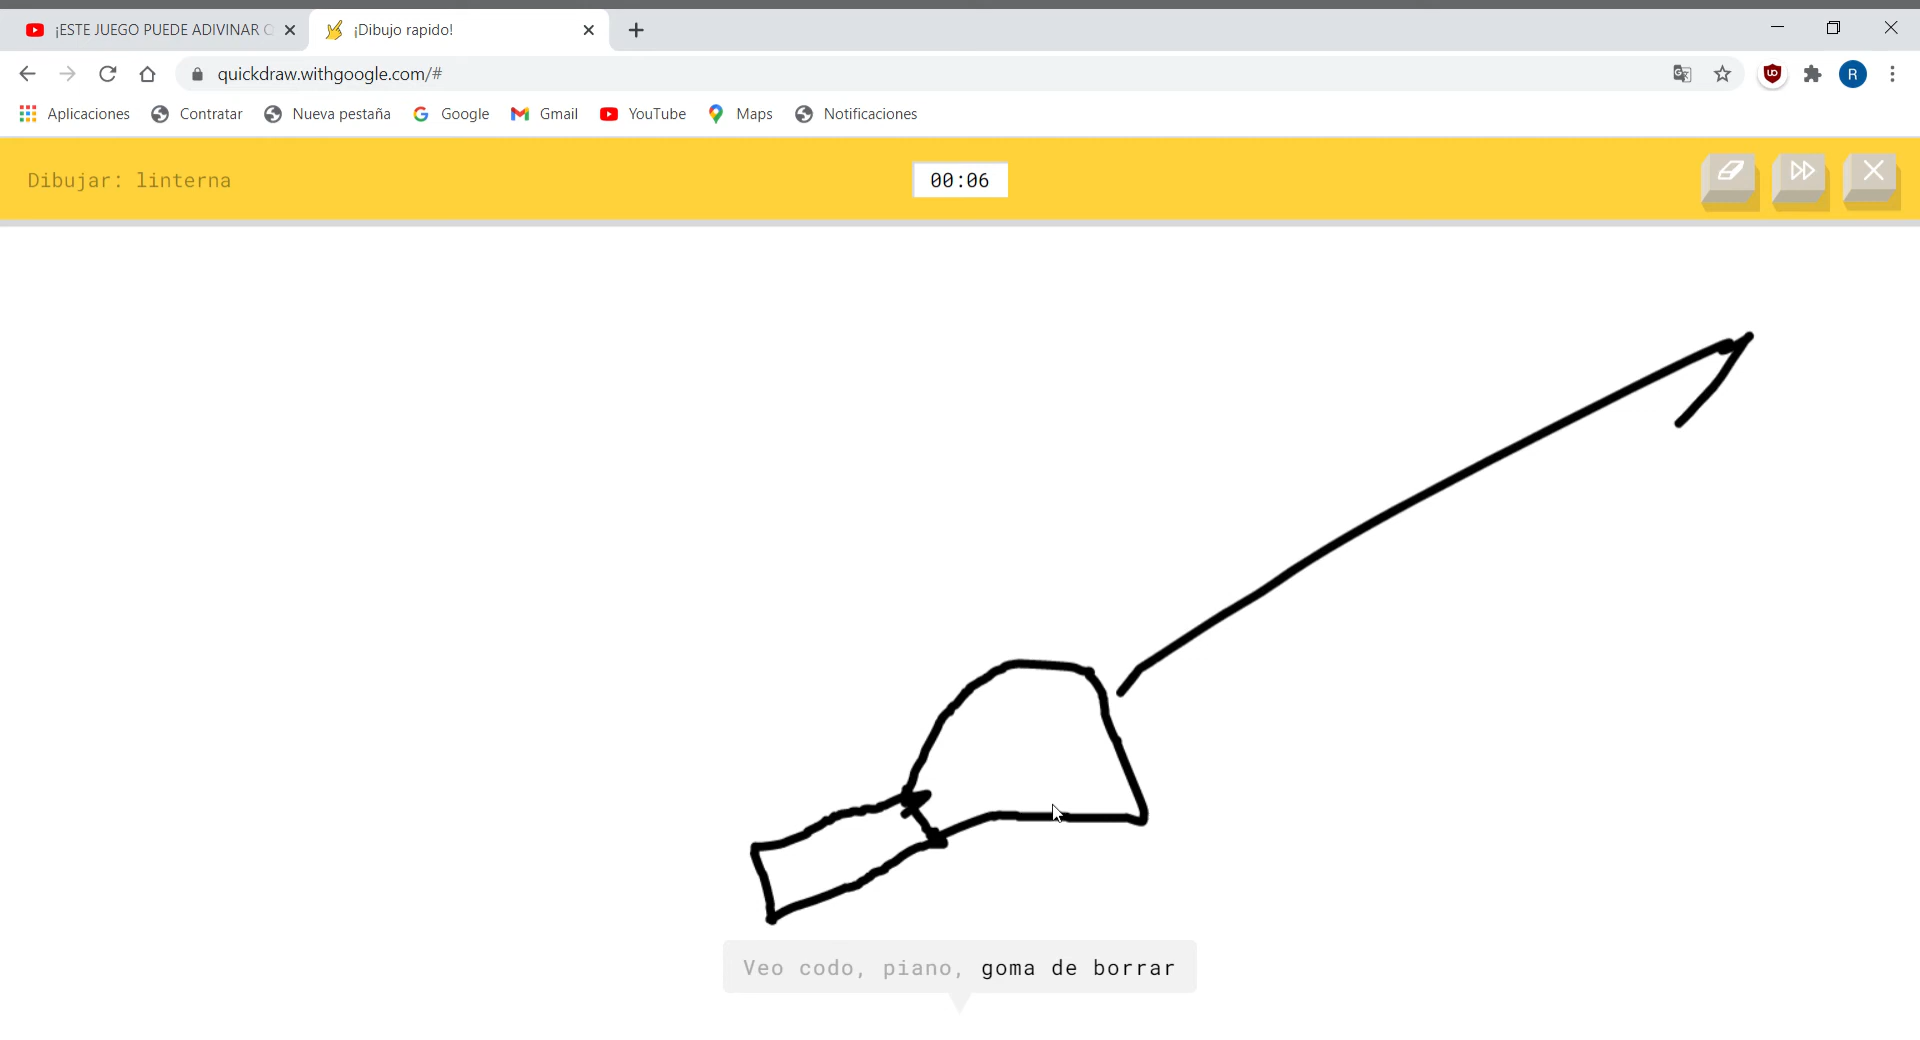 ¡ESTE JUEGO PUEDE ADIVINAR
¡Dibujo rapido!
quickdraw.withgoogle.com/#
R
Aplicaciones
Contratar
Nueva pestaña
Google
Gmail
YouTube
Maps
Notificaciones
Dibujar: linterna
00:06
Veo codo, piano, goma de borrar